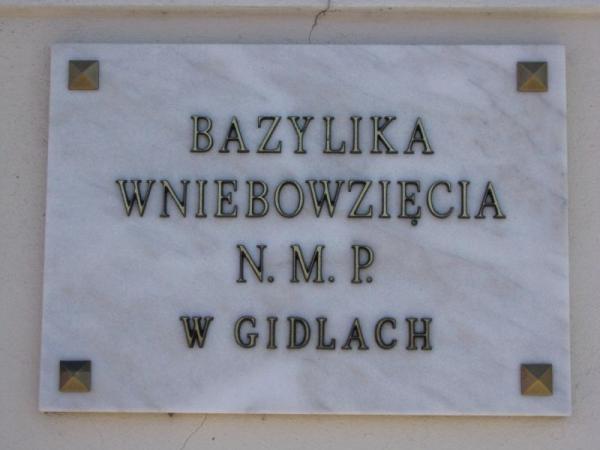 BAZYLIKA
WNIEBOWZIĘCIA
N. M. P.
W GIDLACH